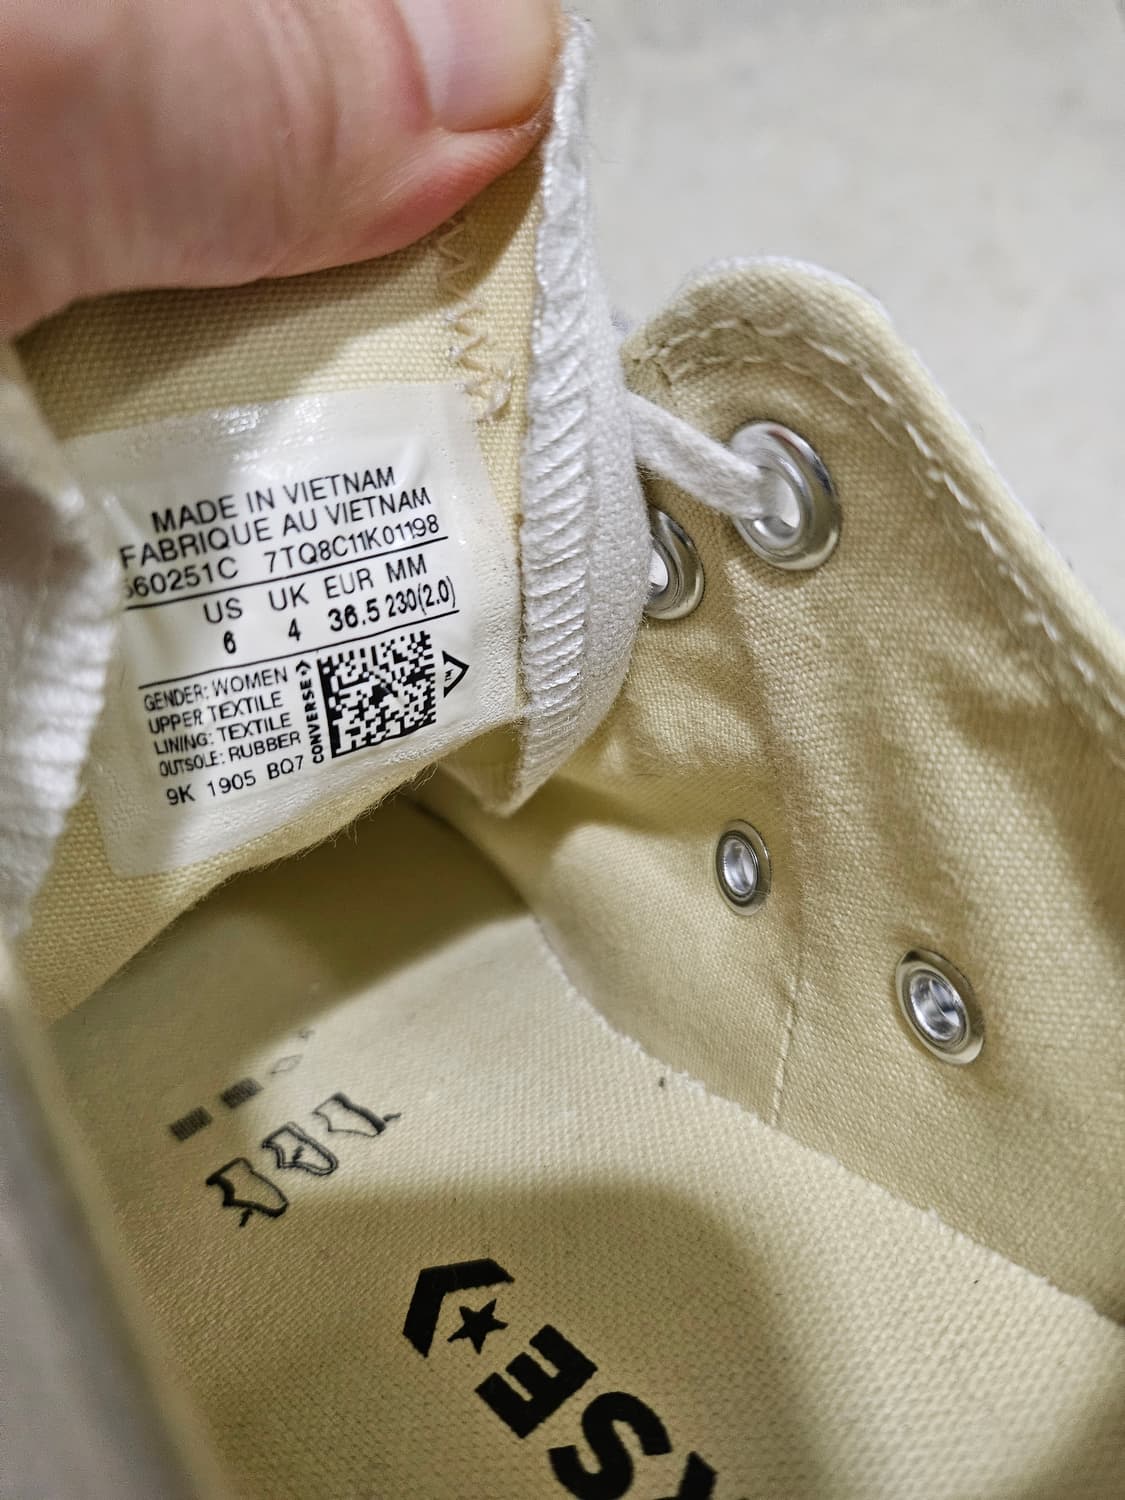 MADE IN VIETNAM
FABRIQUE AU VIETNAM
560251C 7TQ8C11K01198
US UK EUR MM
6 4 36.5 230(2.0)
GENDER: WOMEN
UPPER TEXTILE
LINING: TEXTILE
OUTSOLE: RUBBER
9K 1905 BQ7
CONVERSE
TM